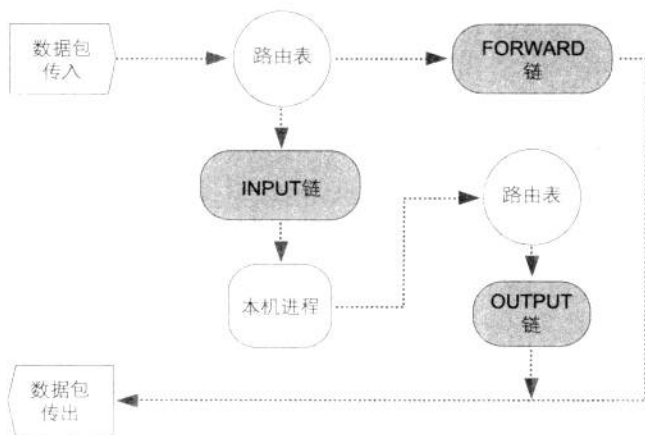 数据包
传入
路由表
FORWARD
链
INPUT链
路由表
本机进程
OUTPUT
链
数据包
传出